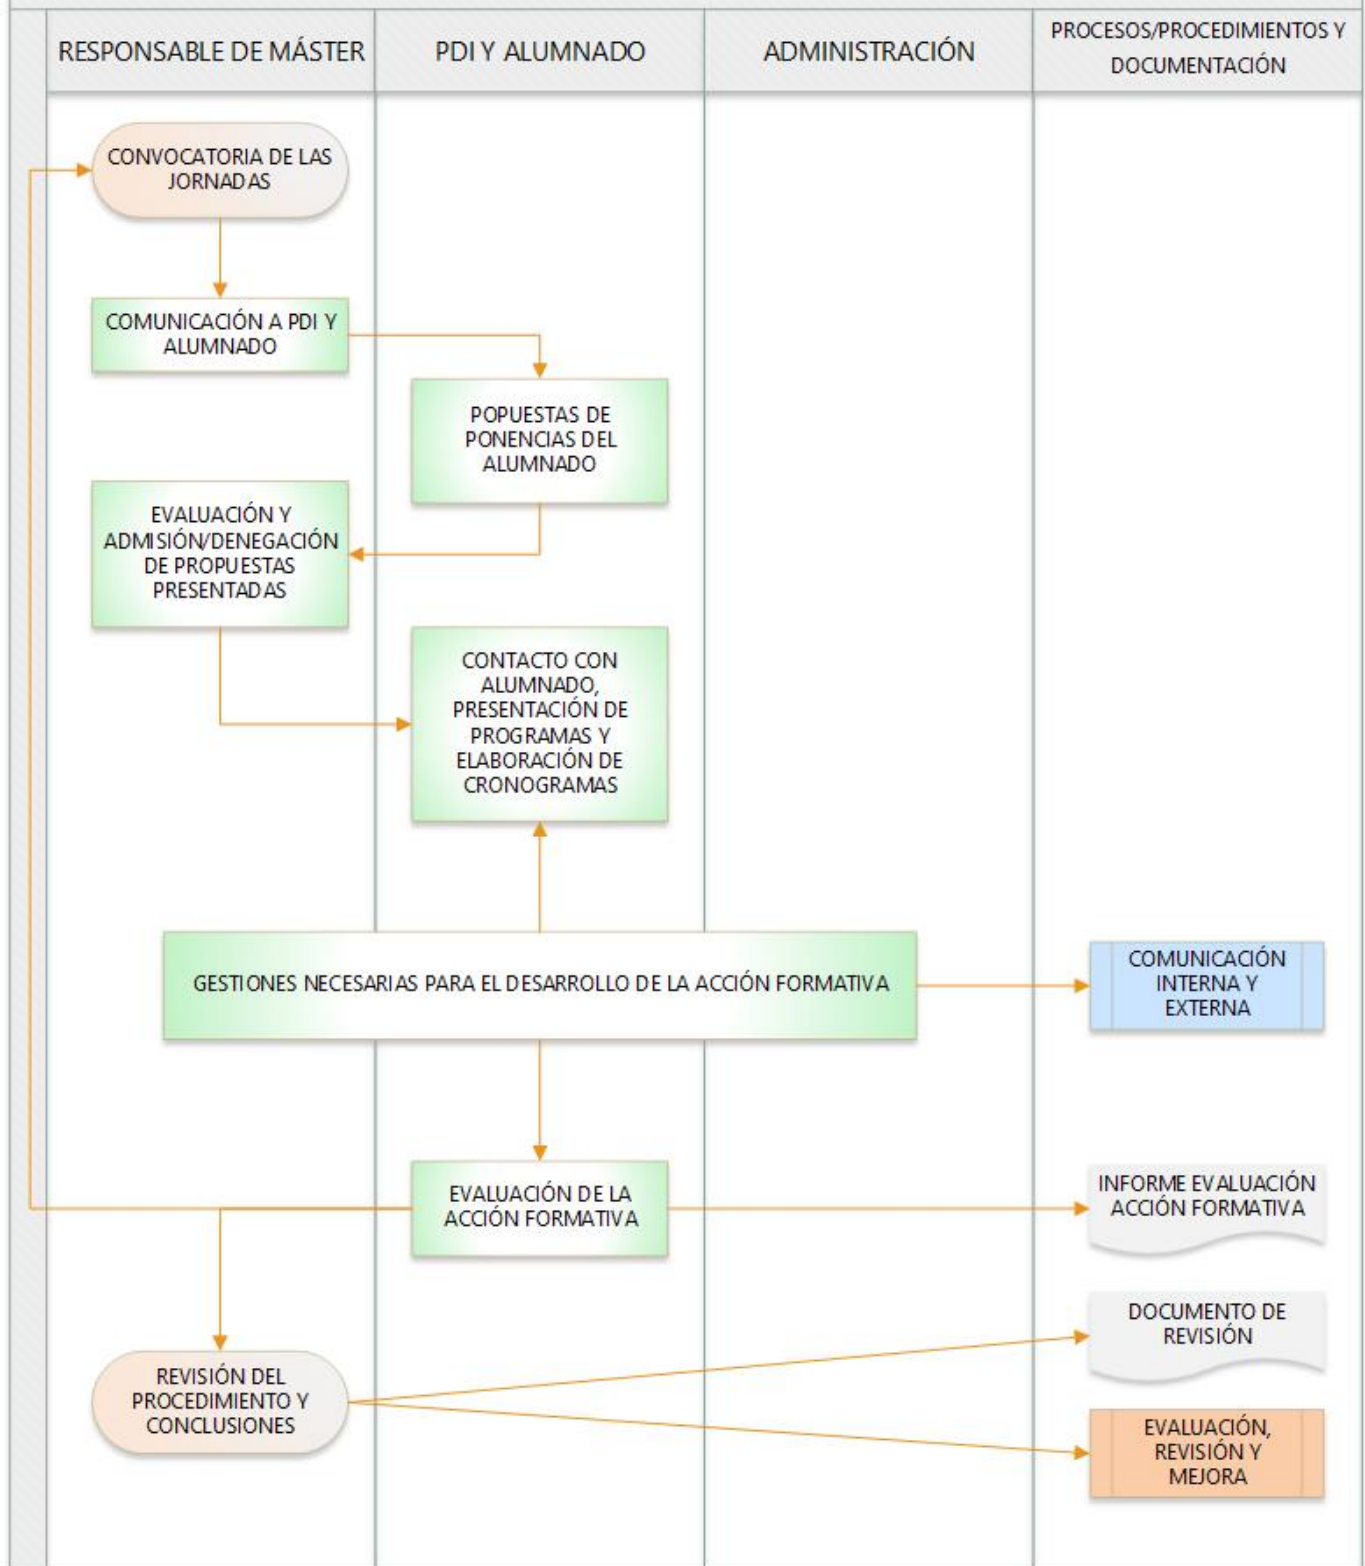 RESPONSABLE DE MÁSTER
PDI Y ALUMNADO
ADMINISTRACIÓN
PROCESOS/PROCEDIMIENTOS Y
DOCUMENTACIÓN
CONVOCATORIA DE LAS
JORNADAS
COMUNICACIÓN A PDI Y
ALUMNADO
POPUESTAS DE
PONENCIAS DEL
ALUMNADO
EVALUACIÓN Y
ADMISIÓN/DENEGACIÓN
DE PROPUESTAS
PRESENTADAS
CONTACTO CON
ALUMNADO,
PRESENTACIÓN DE
PROGRAMAS Y
ELABORACIÓN DE
CRONOGRAMAS
GESTIONES NECESARIAS PARA EL DESARROLLO DE LA ACCIÓN FORMATIVA
COMUNICACIÓN
INTERNA Y
EXTERNA
EVALUACIÓN DE LA
ACCIÓN FORMATIVA
INFORME EVALUACIÓN
ACCIÓN FORMATIVA
DOCUMENTO DE
REVISIÓN
REVISIÓN DEL
PROCEDIMIENTO Y
CONCLUSIONES
EVALUACIÓN,
REVISIÓN Y
MEJORA